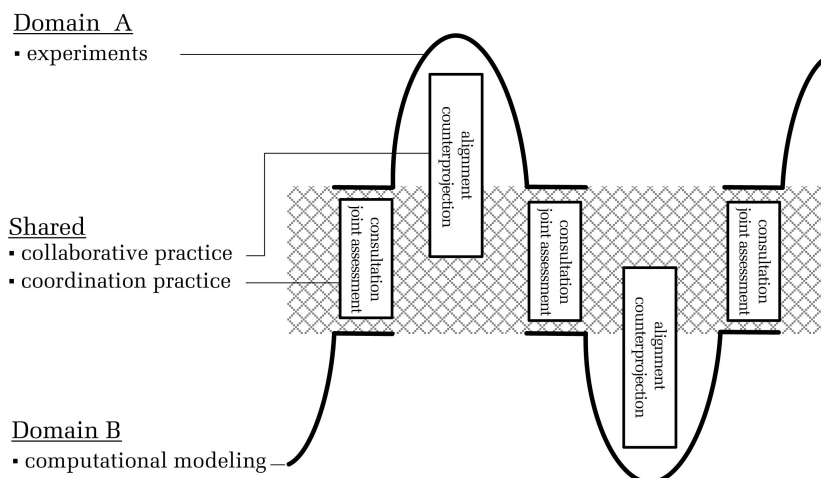 Domain A
▪ experiments
alignment
counterprojection
Shared
▪ collaborative practice
▪ coordination practice
consultation
joint assessment
consultation
joint assessment
consultation
joint assessment
alignment
counterprojection
Domain B
▪ computational modeling